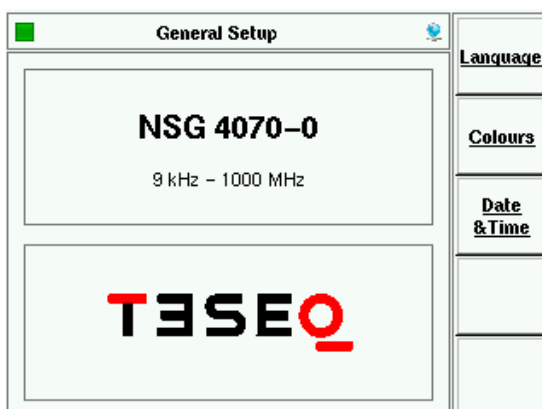 General Setup
NSG 4070-0
9 kHz - 1000 MHz
TESEQ
Language
Colours
Date
&Time